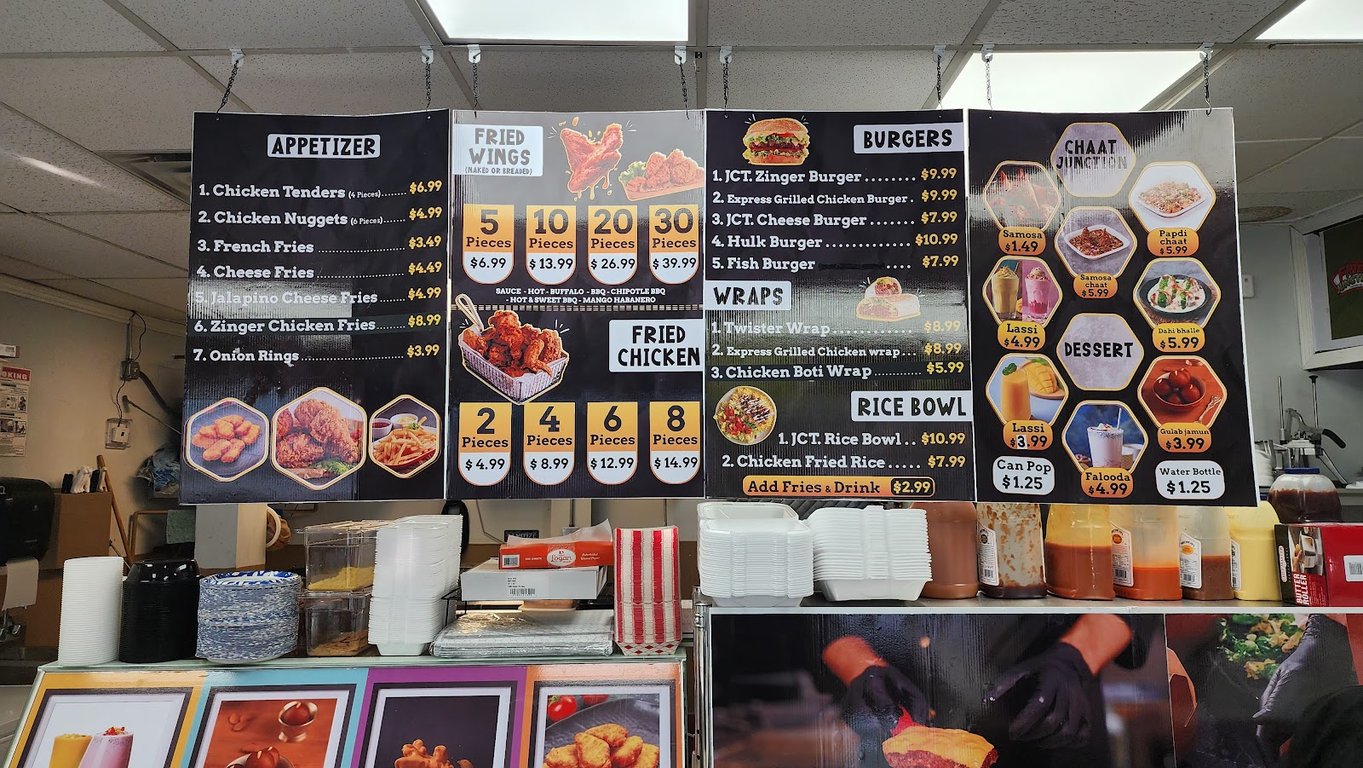 APPETIZER
1. Chicken Tenders (4 Pieces)...... $6.99
2. Chicken Nuggets (6 Pieces)..... $4.99
3. French Fries ................ $3.49
4. Cheese Fries ................ $4.49
5. Jalapino Cheese Fries ...... $4.99
6. Zinger Chicken Fries ....... $8.99
7. Onion Rings .................. $3.99
FRIED
WINGS
(NAKED OR BREADED)
5 Pieces $6.99
10 Pieces $13.99
20 Pieces $26.99
30 Pieces $39.99
SAUCE - HOT - BUFFALO - BBQ - CHIPOTLE BBQ
- HOT & SWEET BBQ - MANGO HABANERO
FRIED
CHICKEN
2 Pieces $4.99
4 Pieces $8.99
6 Pieces $12.99
8 Pieces $14.99
BURGERS
1. JCT. Zinger Burger ........ $9.99
2. Express Grilled Chicken Burger . $9.99
3. JCT. Cheese Burger ....... $7.99
4. Hulk Burger ............. $10.99
5. Fish Burger .... $7.99
WRAPS
1. Twister Wrap .............. $8.99
2. Express Grilled Chicken wrap... $8.99
3. Chicken Boti Wrap ........ $5.99
RICE BOWL
1. JCT. Rice Bowl .. $10.99
2. Chicken Fried Rice ..... $7.99
Add Fries & Drink $2.99
CHAAT
JUNCTION
Samosa
$1.49
Papdi
chaat
$5.99
Samosa
chaat
$5.99
Lassi
$4.99
Dahi bhalle
$5.99
DESSERT
Lassi
$3.99
Gulab jamun
$3.99
Falooda
$4.99
Can Pop
$1.25
Water Bottle
$1.25
OKING
Logan
BUTTER
ROLLER